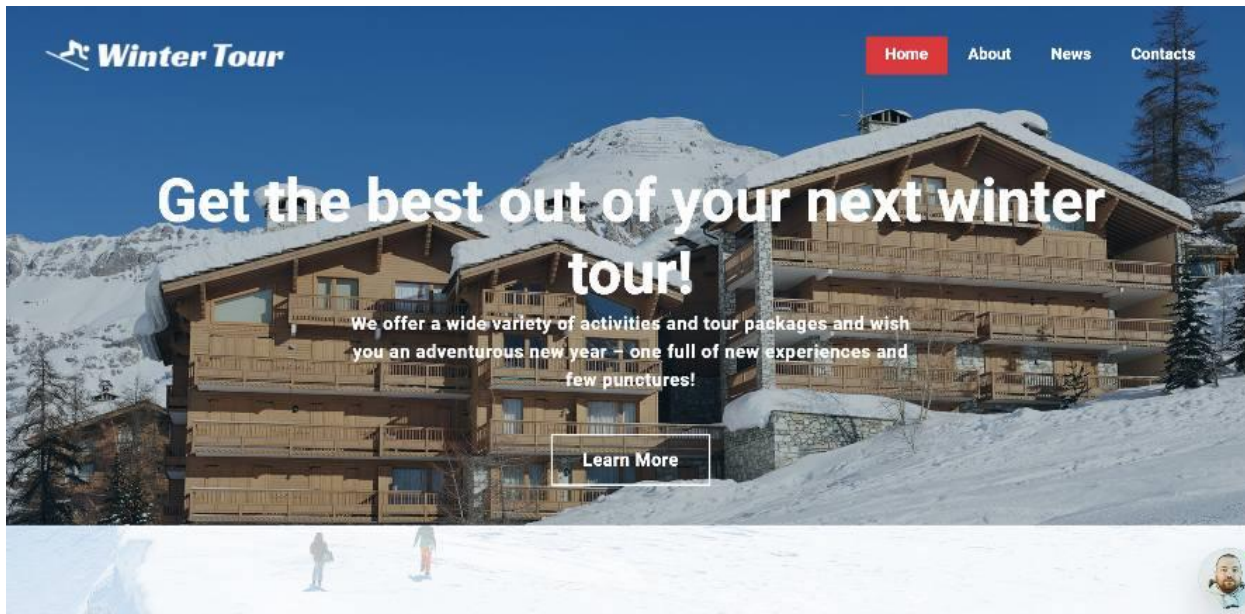 Winter Tour
Home About News Contacts
Get the best out of your next winter
tour!
We offer a wide variety of activities and tour packages and wish
you an adventurous new year – one full of new experiences and
few punctures!
Learn More